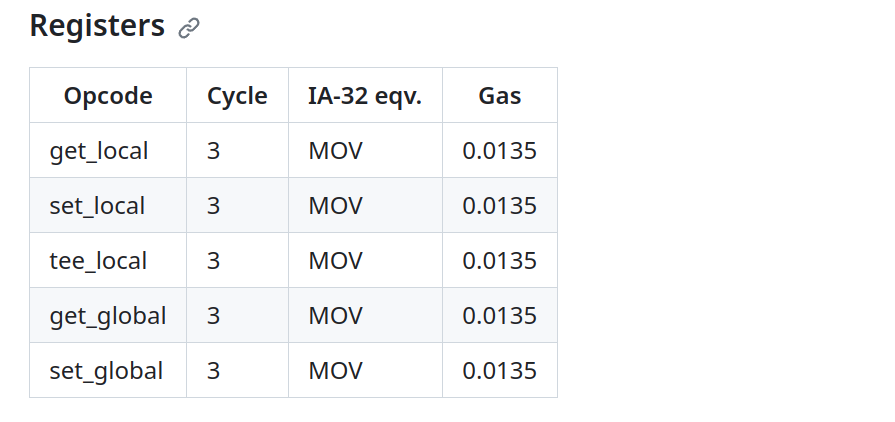 Registers
Opcode Cycle IA-32 eqv. Gas
get_local 3 MOV 0.0135
set_local 3 MOV 0.0135
tee_local 3 MOV 0.0135
get_global 3 MOV 0.0135
set_global 3 MOV 0.0135